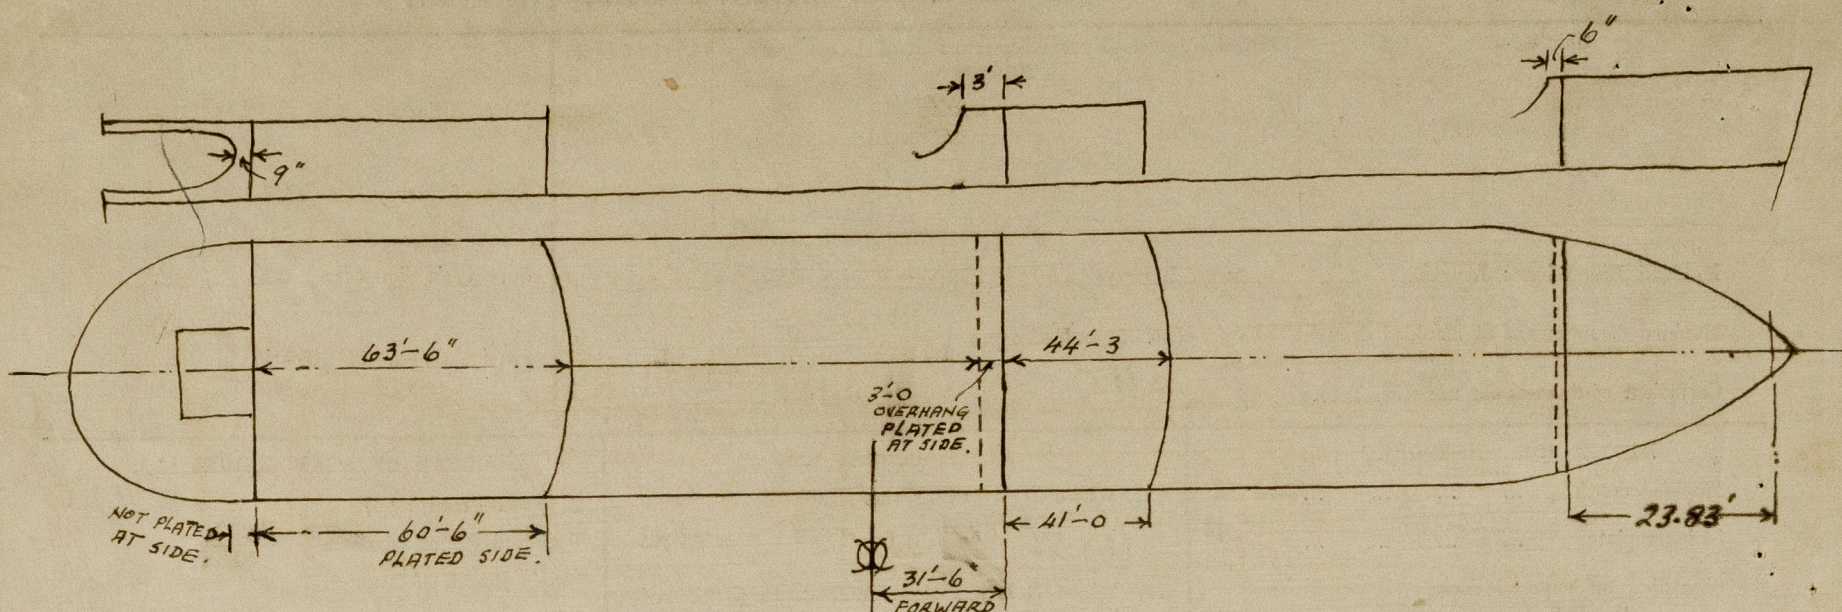 6"
3'
9"
63'-6"
44'-3
3'-0
OVERHANG
PLATED
AT SIDE.
NOT PLATED
AT SIDE.
60'-6"
PLATED SIDE.
41'-0
23.83'
31'-6
FORWARD